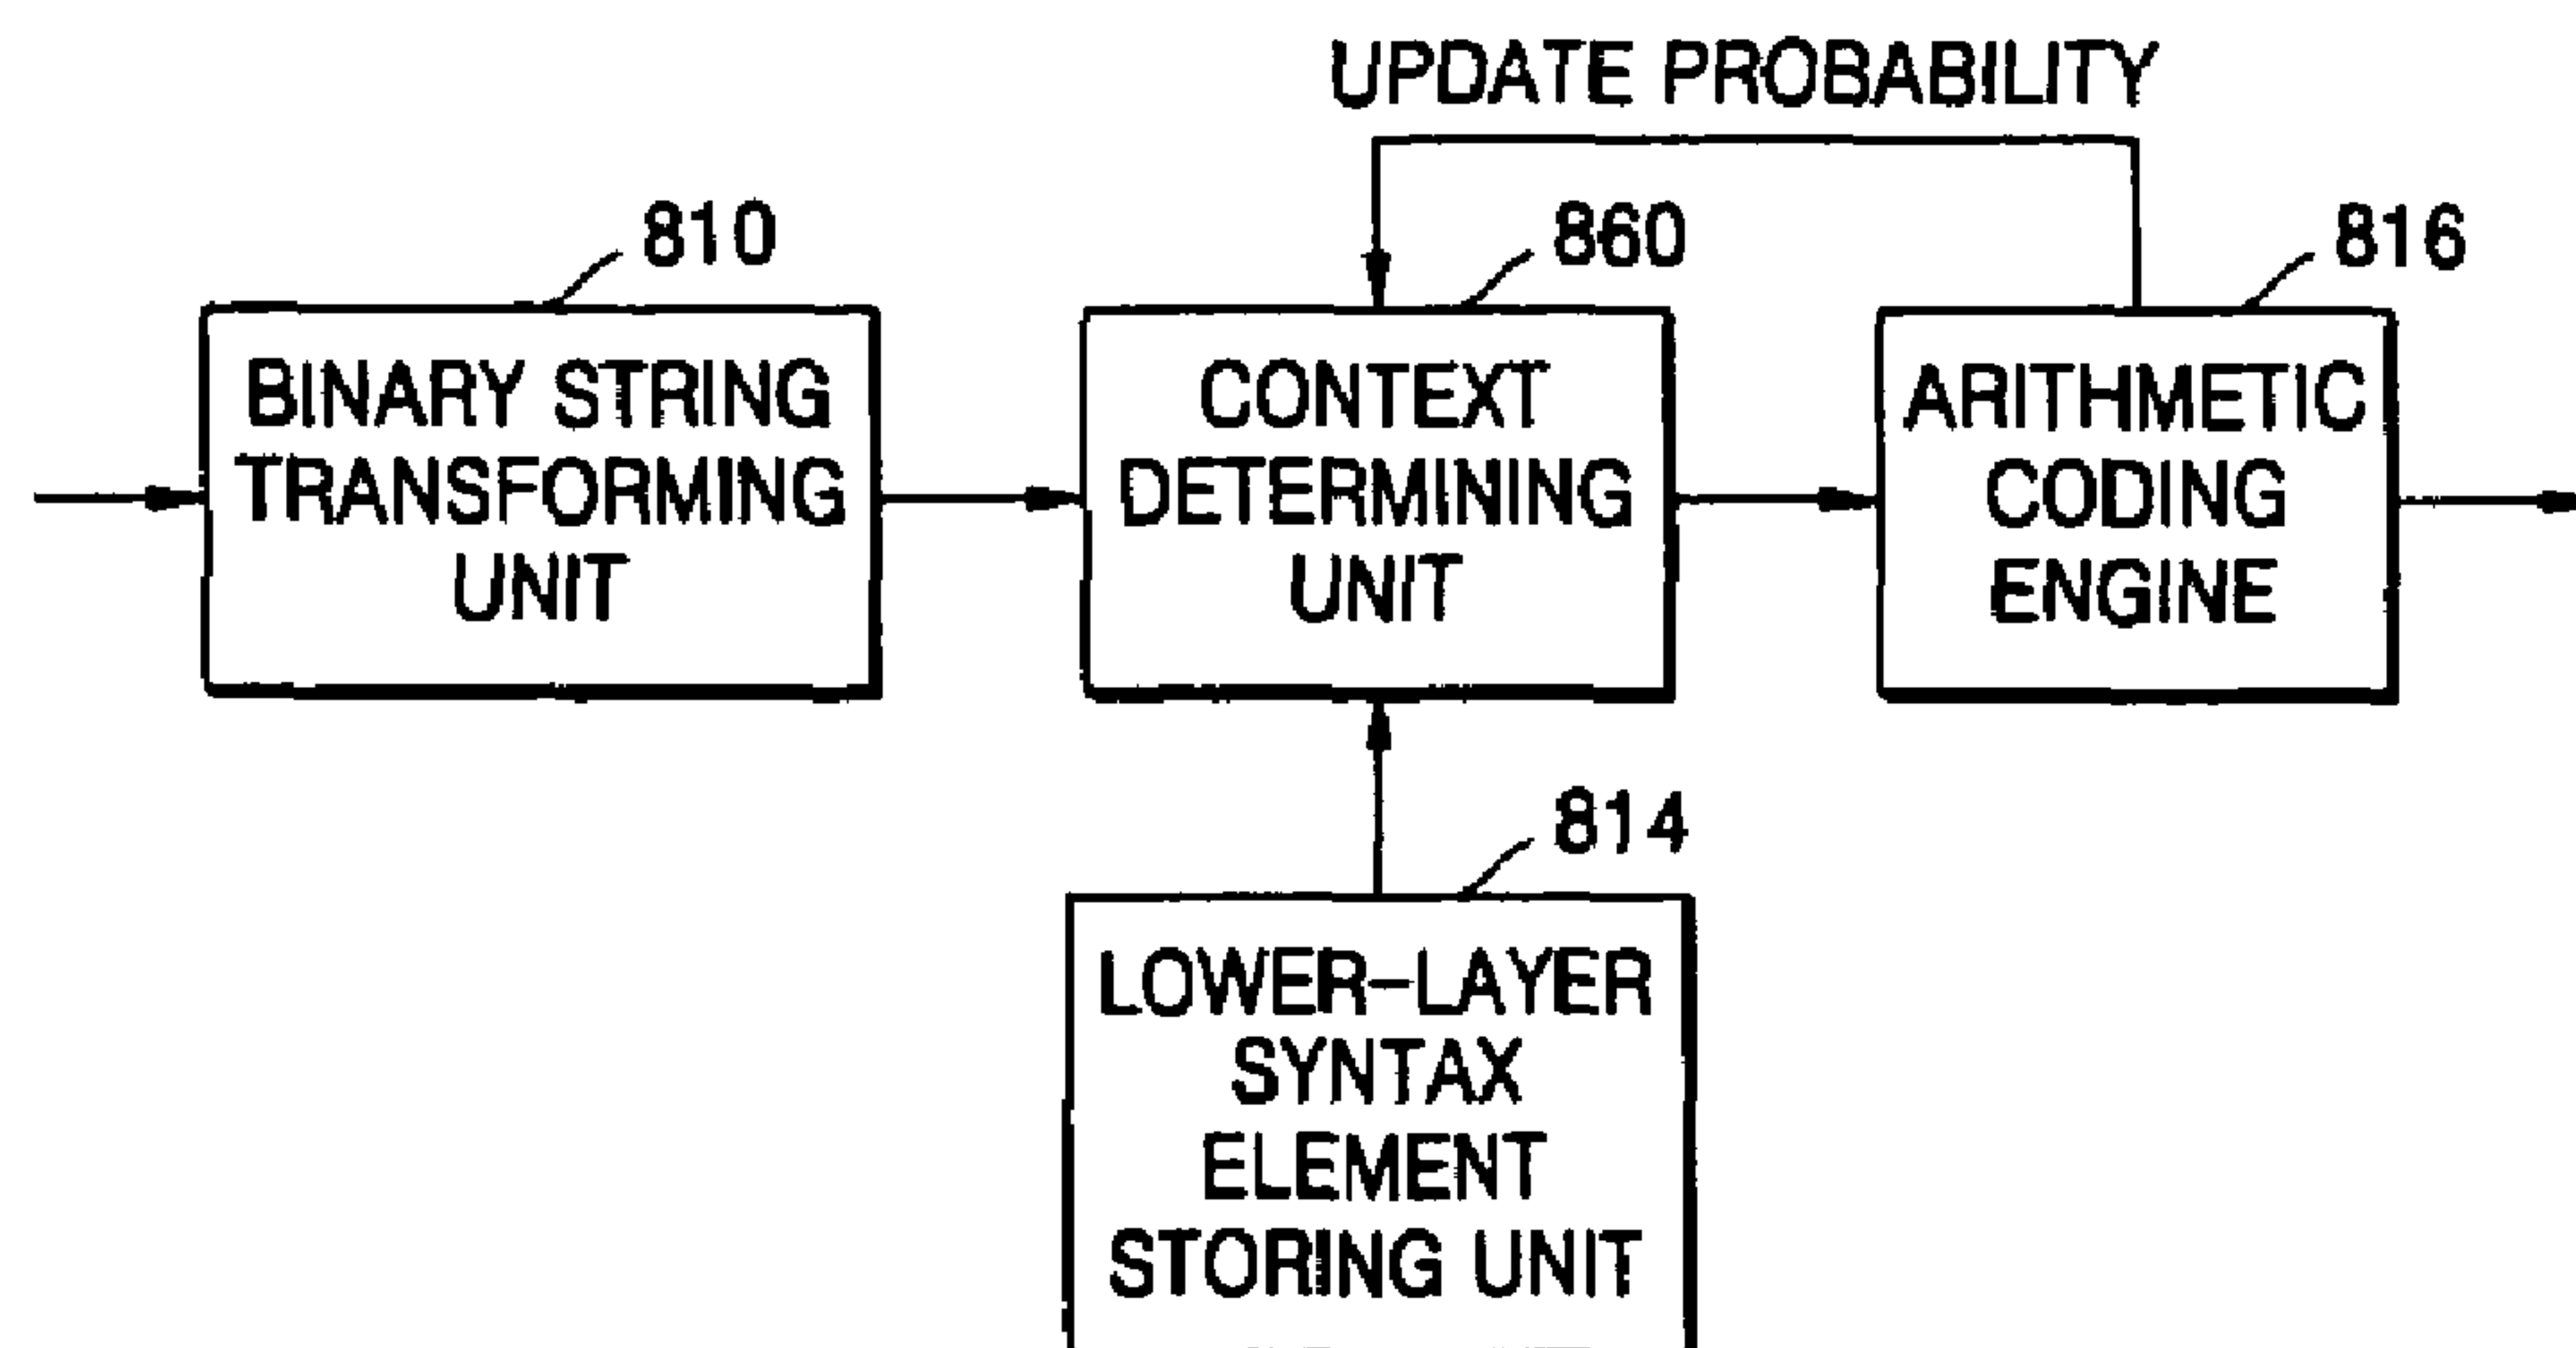 UPDATE PROBABILITY
810
860
816
BINARY STRING
TRANSFORMING
UNIT
CONTEXT
DETERMINING
UNIT
ARITHMETIC
CODING
ENGINE
814
LOWER-LAYER
SYNTAX
ELEMENT
STORING UNIT